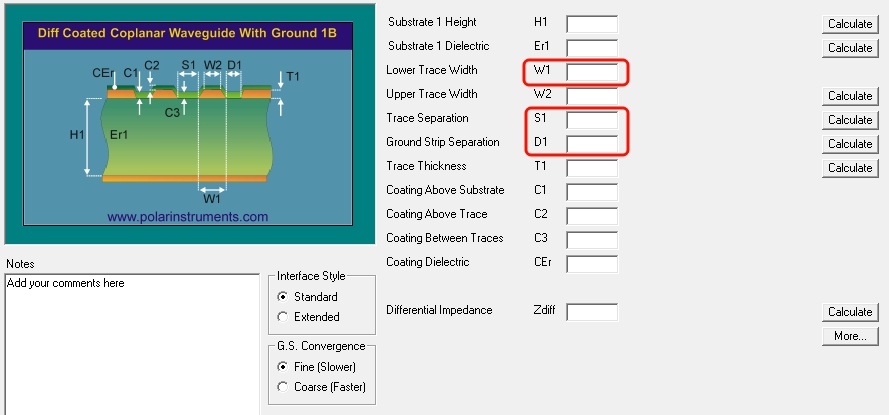 Diff Coated Coplanar Waveguide With Ground 1B
CEr C1 C2 S1 W2 D1 T1
C3
H1 Er1
W1
www.polarinstruments.com
Notes
Add your comments here
Interface Style
Standard
Extended
G.S. Convergence
Fine (Slower)
Coarse (Faster)
Substrate 1 Height H1 Calculate
Substrate 1 Dielectric Er1 Calculate
Lower Trace Width W1
Upper Trace Width W2 Calculate
Trace Separation S1 Calculate
Ground Strip Separation D1 Calculate
Trace Thickness T1 Calculate
Coating Above Substrate C1
Coating Above Trace C2
Coating Between Traces C3
Coating Dielectric CEr
Differential Impedance Zdiff Calculate
More...